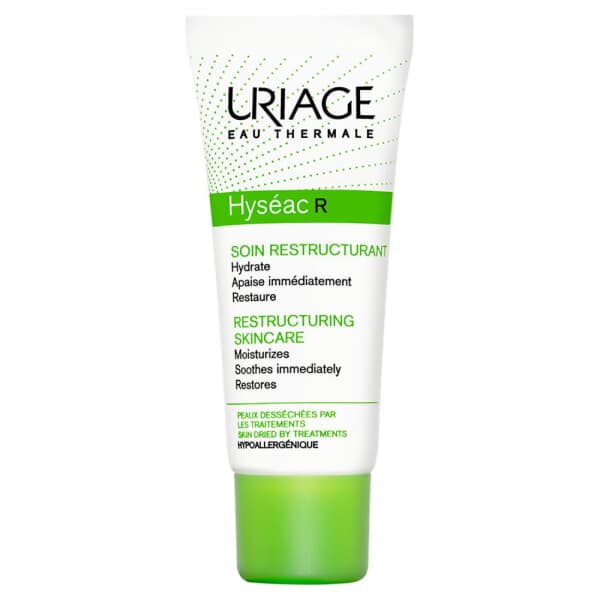 URIAGE
EAU THERMALE
Hyséac R
SOIN RESTRUCTURANT
Hydrate
Apaise immédiatement
Restaure
RESTRUCTURING
SKINCARE
Moisturizes
Soothes immediately
Restores
PEAUX DESSÉCHÉES PAR
LES TRAITEMENTS
SKIN DRIED BY TREATMENTS
HYPOALLERGÉNIQUE